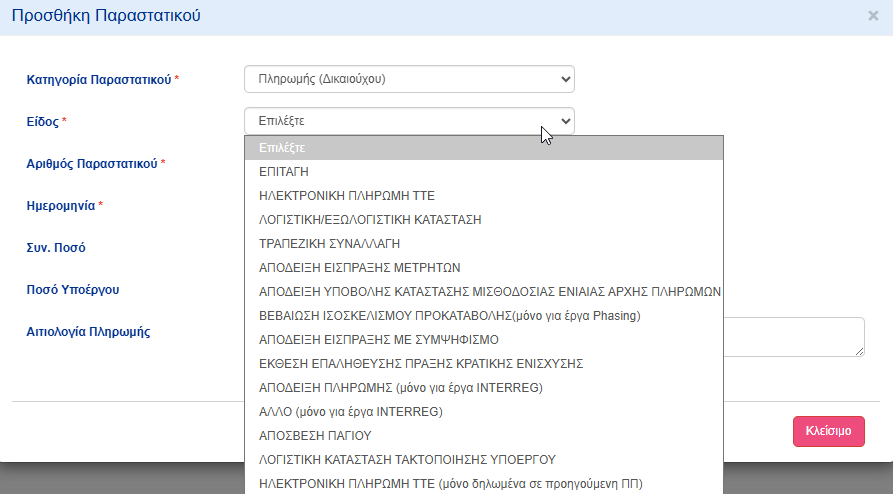 Προσθήκη Παραστατικού ×
Κατηγορία Παραστατικού * Πληρωμής (Δικαιούχου)
Είδος * Επιλέξτε
Επιλέξτε
Αριθμός Παραστατικού * ΕΠΙΤΑΓΗ
Ημερομηνία * ΗΛΕΚΤΡΟΝΙΚΗ ΠΛΗΡΩΜΗ ΤΤΕ
ΛΟΓΙΣΤΙΚΗ/ΕΞΩΛΟΓΙΣΤΙΚΗ ΚΑΤΑΣΤΑΣΗ
Συν. Ποσό ΤΡΑΠΕΖΙΚΗ ΣΥΝΑΛΛΑΓΗ
ΑΠΟΔΕΙΞΗ ΕΙΣΠΡΑΞΗΣ ΜΕΤΡΗΤΩΝ
Ποσό Υποέργου ΑΠΟΔΕΙΞΗ ΥΠΟΒΟΛΗΣ ΚΑΤΑΣΤΑΣΗΣ ΜΙΣΘΟΔΟΣΙΑΣ ΕΝΙΑΙΑΣ ΑΡΧΗΣ ΠΛΗΡΩΜΩΝ
ΒΕΒΑΙΩΣΗ ΙΣΟΣΚΕΛΙΣΜΟΥ ΠΡΟΚΑΤΑΒΟΛΗΣ(μόνο για έργα Phasing)
Αιτιολογία Πληρωμής ΑΠΟΔΕΙΞΗ ΕΙΣΠΡΑΞΗΣ ΜΕ ΣΥΜΨΗΦΙΣΜΟ
ΕΚΘΕΣΗ ΕΠΑΛΗΘΕΥΣΗΣ ΠΡΑΞΗΣ ΚΡΑΤΙΚΗΣ ΕΝΙΣΧΥΣΗΣ
ΑΠΟΔΕΙΞΗ ΠΛΗΡΩΜΗΣ (μόνο για έργα INTERREG)
ΑΛΛΟ (μόνο για έργα INTERREG)
ΑΠΟΣΒΕΣΗ ΠΑΓΙΟΥ Κλείσιμο
ΛΟΓΙΣΤΙΚΗ ΚΑΤΑΣΤΑΣΗ ΤΑΚΤΟΠΟΙΗΣΗΣ ΥΠΟΕΡΓΟΥ
ΗΛΕΚΤΡΟΝΙΚΗ ΠΛΗΡΩΜΗ ΤΤΕ (μόνο δηλωμένα σε προηγούμενη ΠΠ)